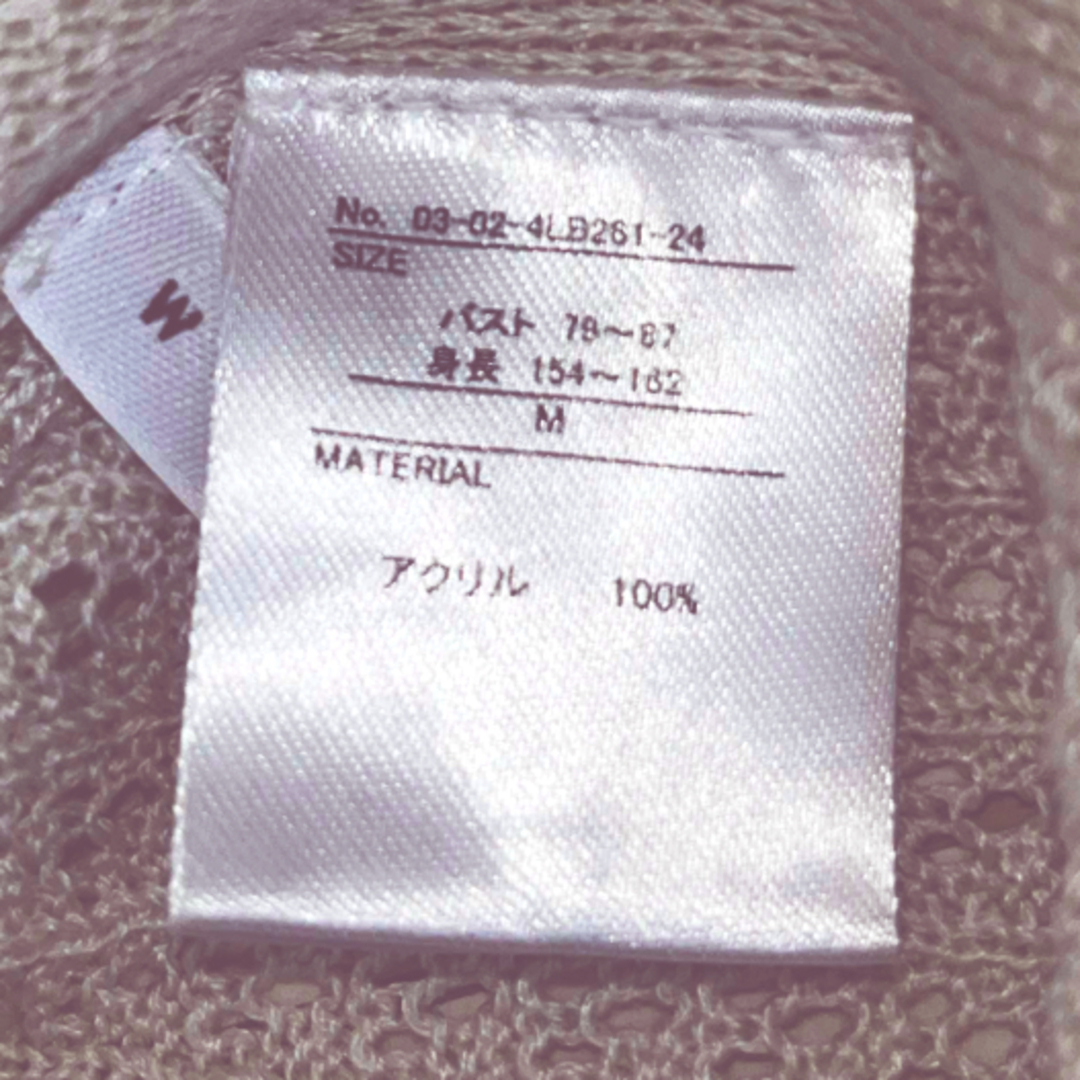 No. 03-02-4LB261-24
SIZE
バスト 79〜87
身長 154〜162
M
MATERIAL
アクリル 100%
M